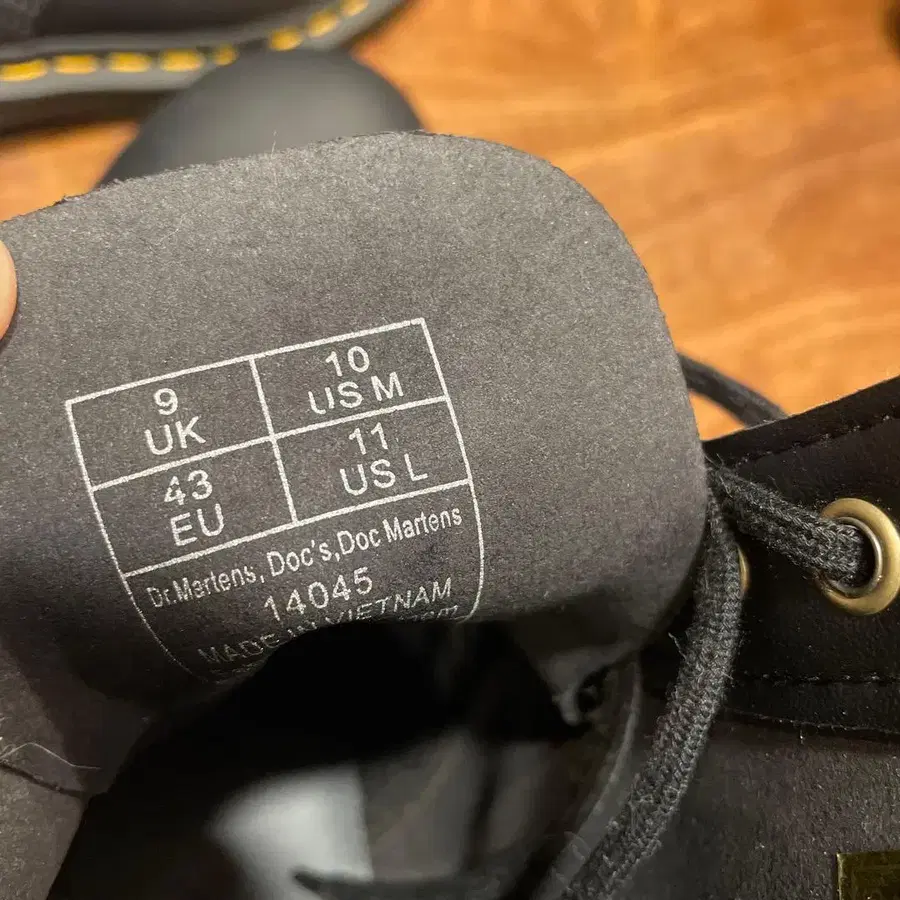 9
UK
10
US M
43
EU
11
US L
Dr.Martens, Doc's,Doc Martens
14045
MADE IN VIETNAM